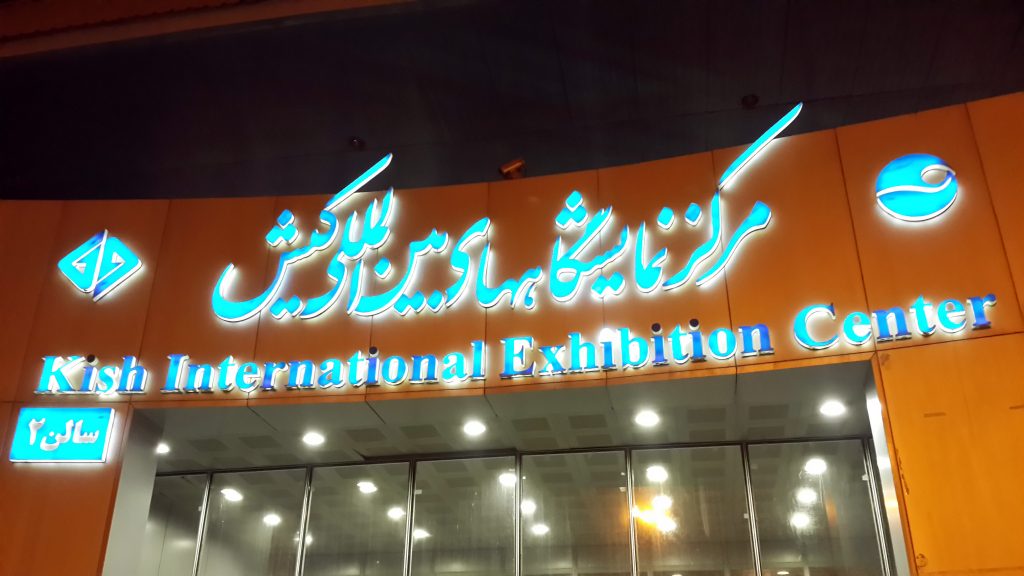 مرکز نمایشگاههای بین المللی کیش
Kish International Exhibition Center
سالن ۲